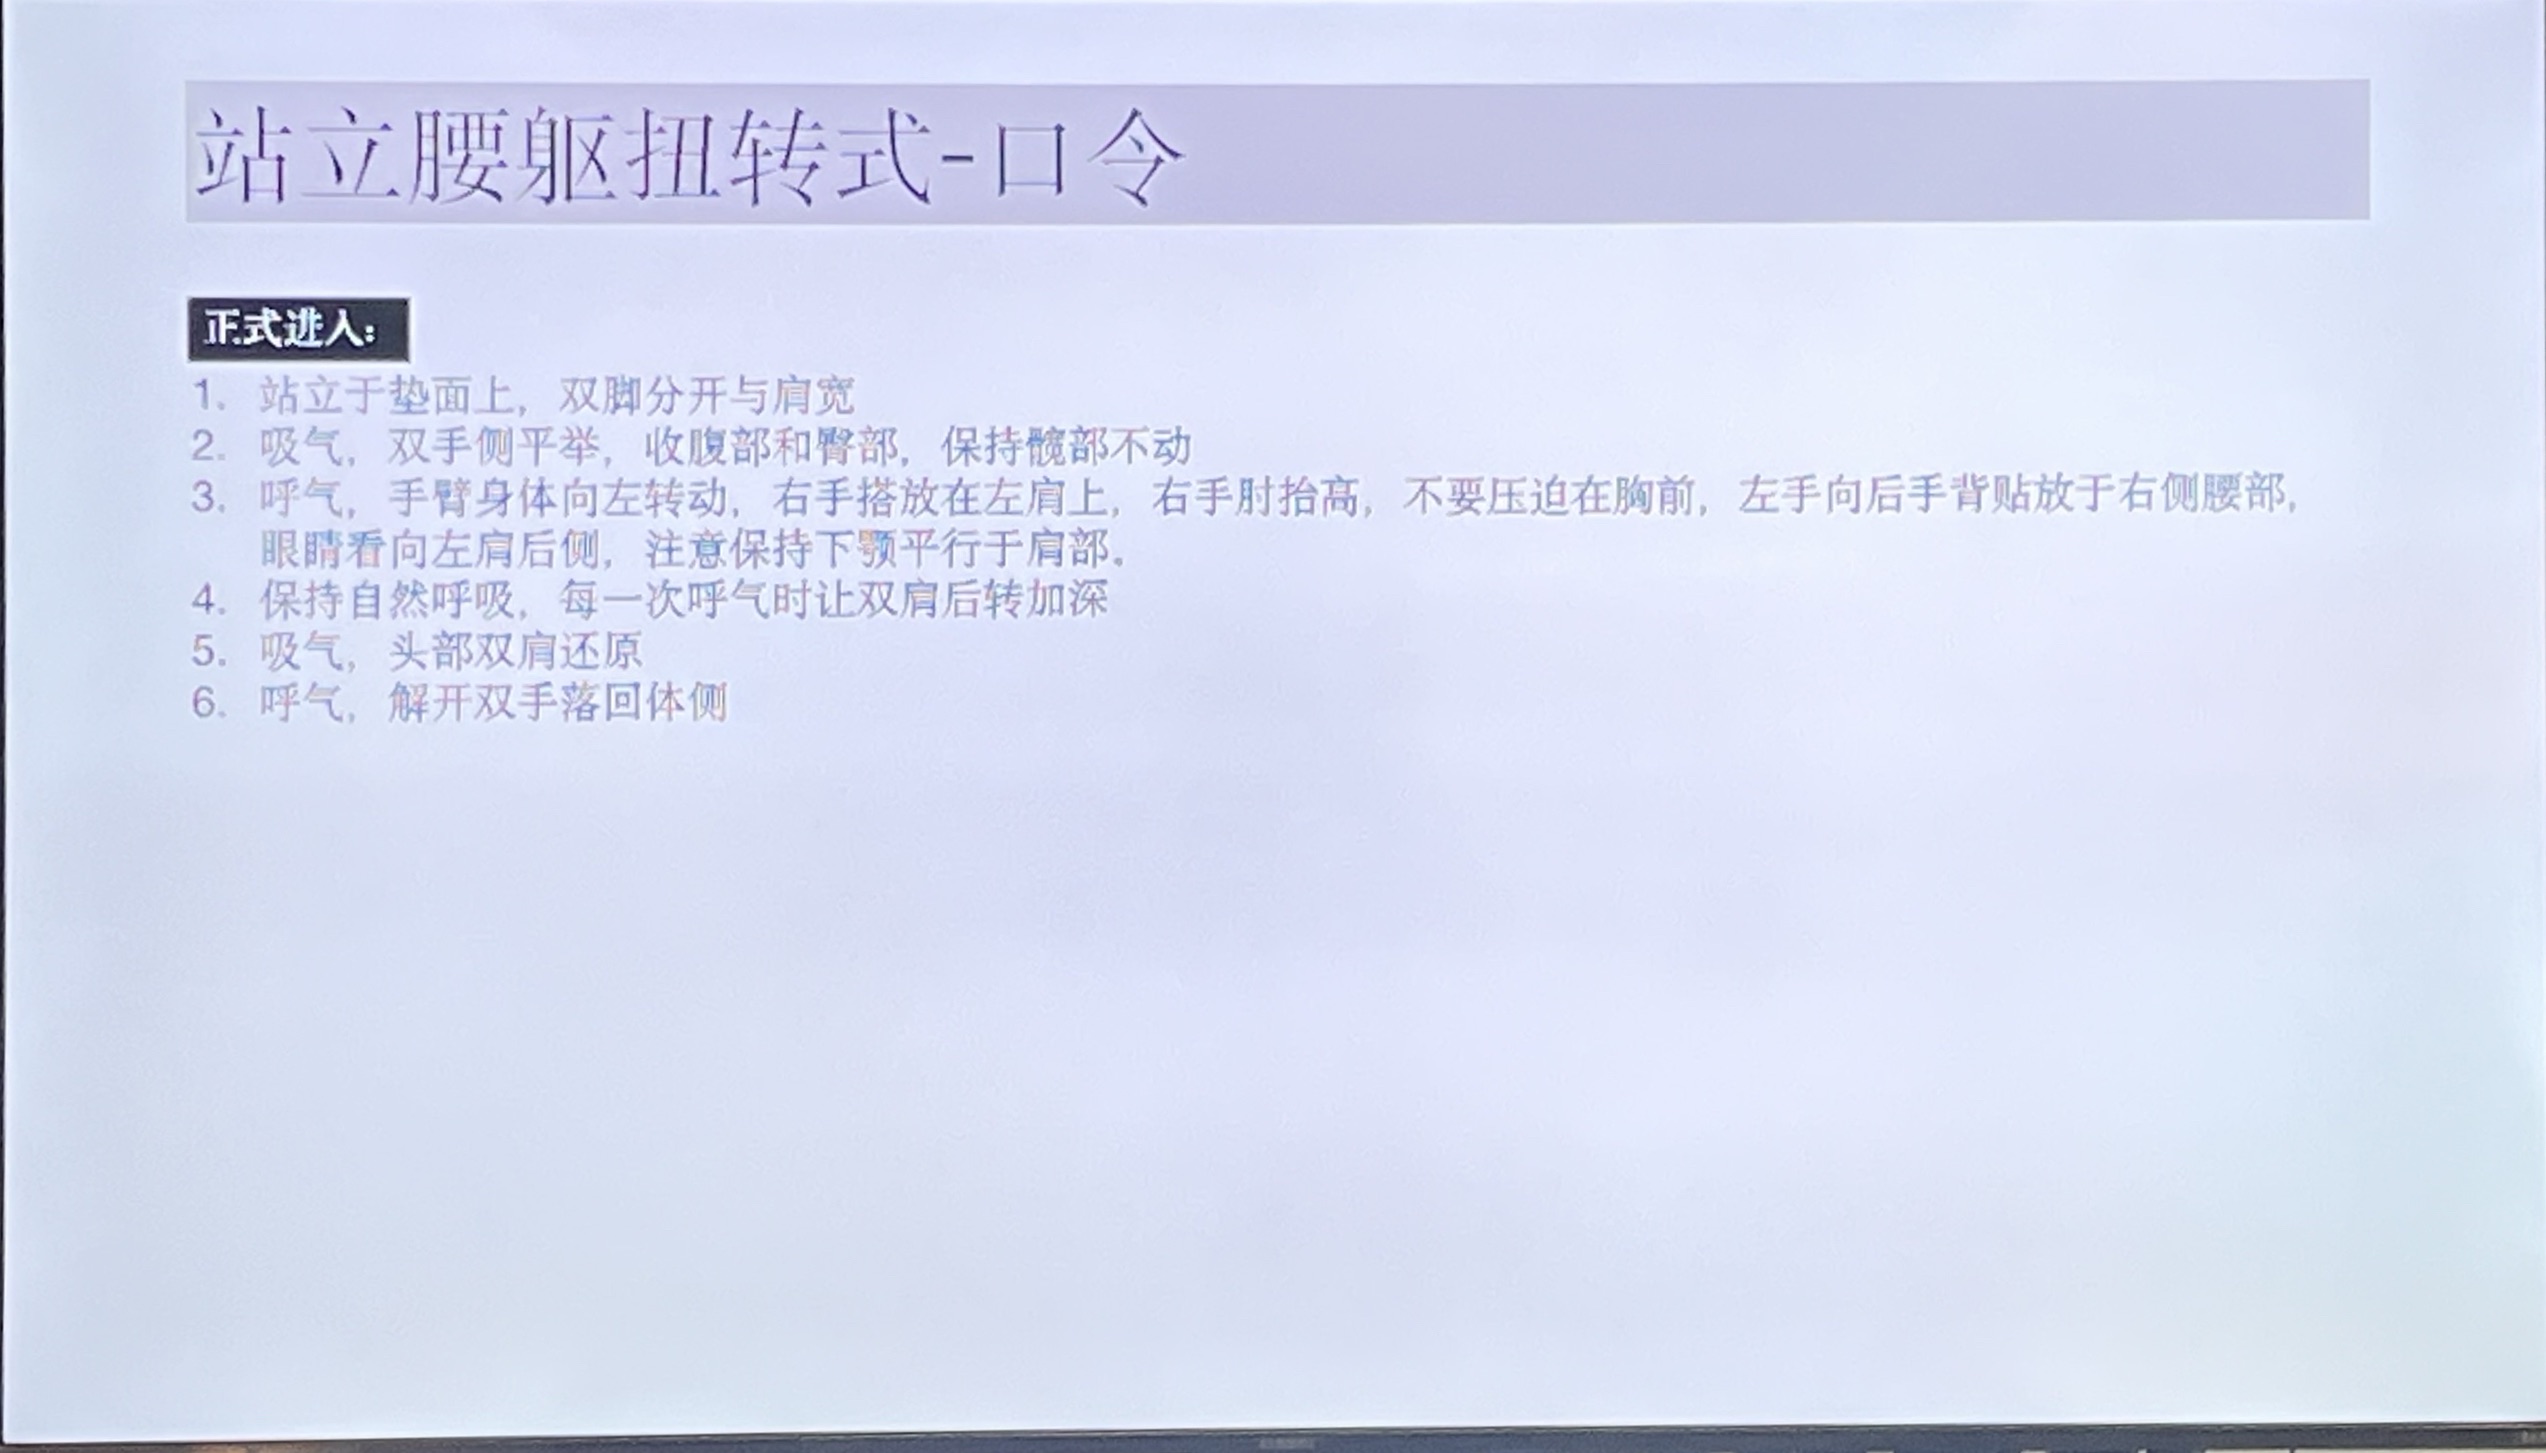 站立腰躯扭转式-口令
正式进入：
1. 站立于垫面上，双脚分开与肩宽
2. 吸气，双手侧平举，收腹部和臀部，保持髋部不动
3. 呼气，手臂身体向左转动，右手搭放在左肩上，右手肘抬高，不要压迫在胸前，左手向后手背贴放于右侧腰部，
眼睛看向左肩后侧，注意保持下颚平行于肩部。
4. 保持自然呼吸，每一次呼气时让双肩后转加深
5. 吸气，头部双肩还原
6. 呼气，解开双手落回体侧